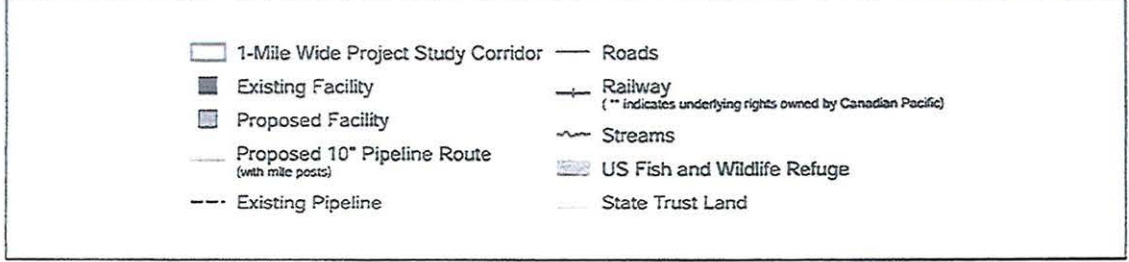 1-Mile Wide Project Study Corridor
Existing Facility
Proposed Facility
Proposed 10" Pipeline Route
(with mile posts)
Existing Pipeline
Roads
Railway
( ** indicates underlying rights owned by Canadian Pacific)
Streams
US Fish and Wildlife Refuge
State Trust Land